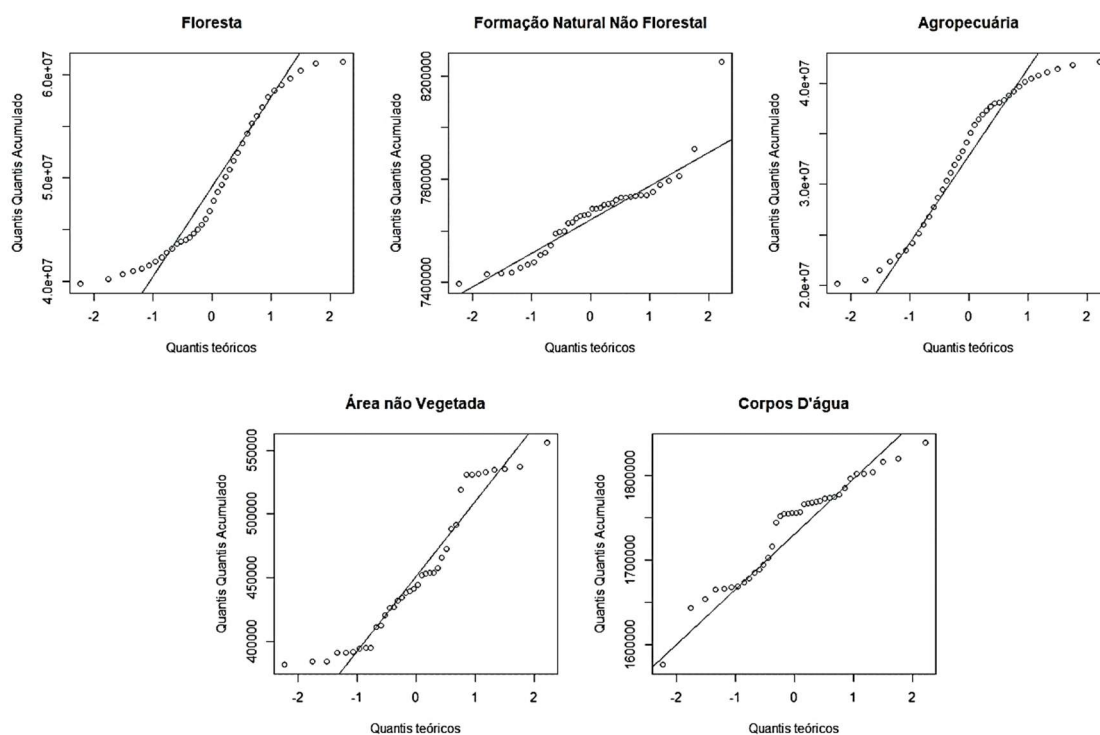 Floresta
Quantis Quantis Acumulado
6.0e+07
5.0e+07
4.0e+07
-2 -1 0 1 2
Quantis teóricos
Formação Natural Não Florestal
Quantis Quantis Acumulado
8200000
7800000
7400000
-2 -1 0 1 2
Quantis teóricos
Agropecuária
Quantis Quantis Acumulado
4.0e+07
3.0e+07
2.0e+07
-2 -1 0 1 2
Quantis teóricos
Área não Vegetada
Quantis Quantis Acumulado
550000
500000
450000
400000
-2 -1 0 1 2
Quantis teóricos
Corpos D'água
Quantis Quantis Acumulado
1800000
1700000
1600000
-2 -1 0 1 2
Quantis teóricos